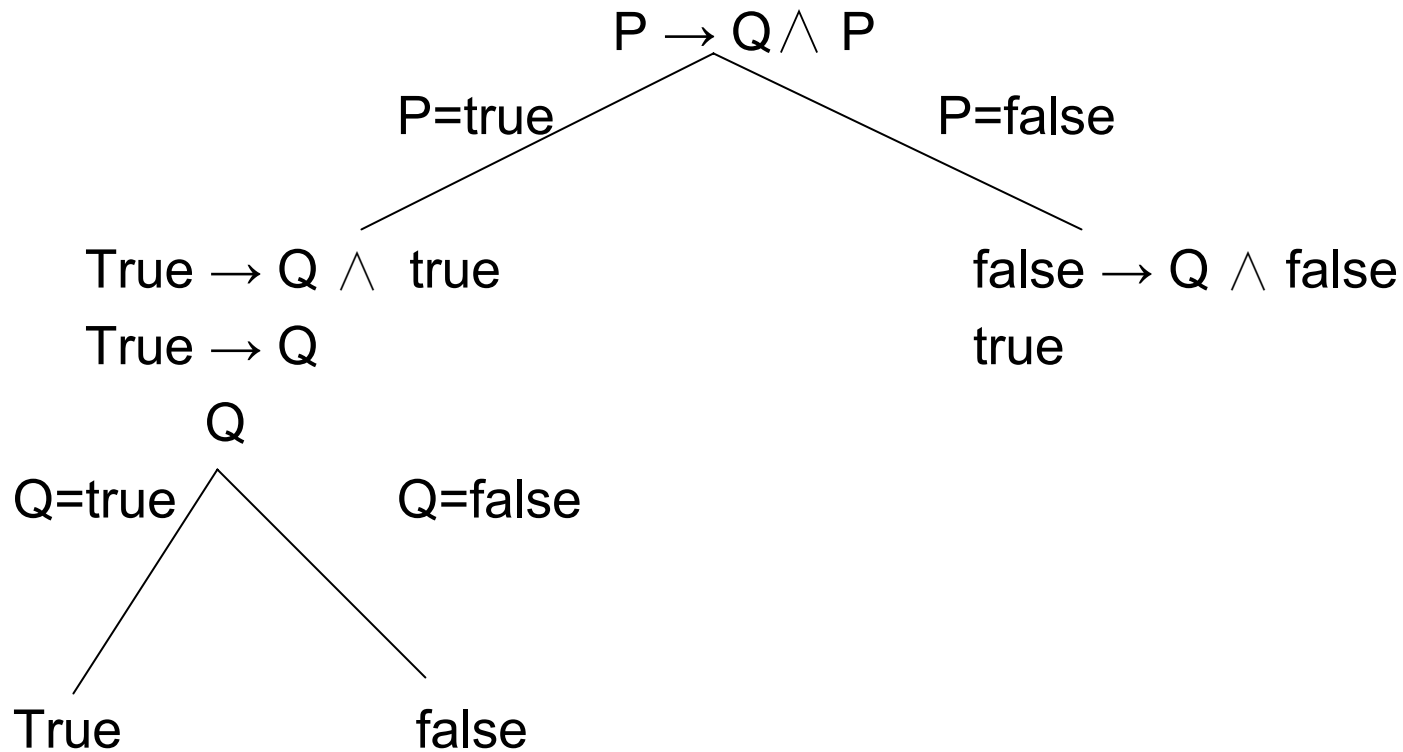 P → Q ∧ P
P=true P=false
True → Q ∧ true false → Q ∧ false
True → Q true
Q
Q=true Q=false
True false